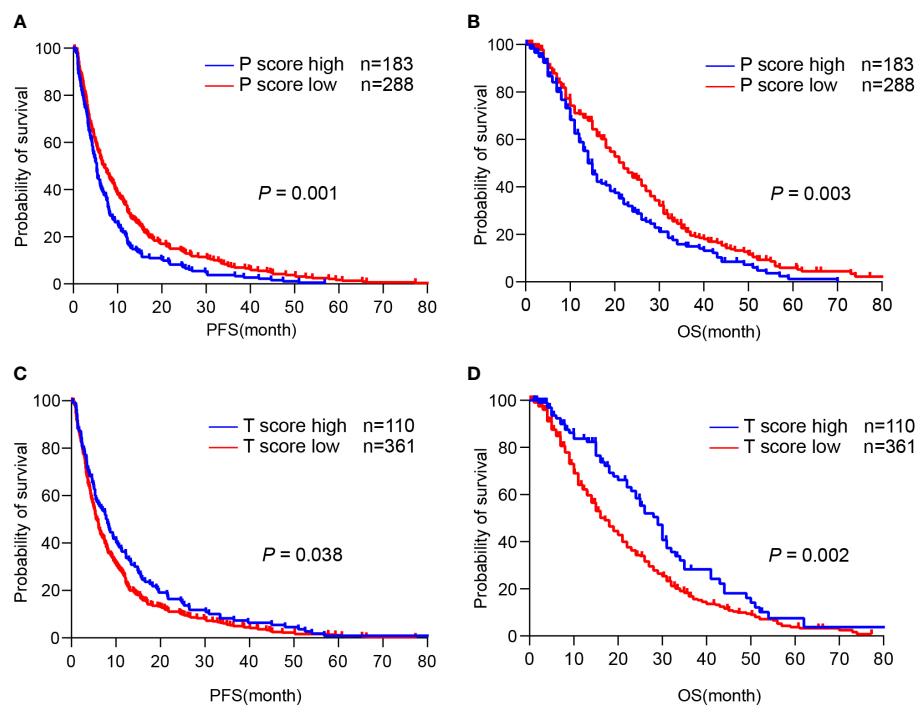 A
Probability of survival
100
80
60
40
20
0
0 10 20 30 40 50 60 70 80
PFS(month)
P score high n=183
P score low n=288
P = 0.001
B
Probability of survival
100
80
60
40
20
0
0 10 20 30 40 50 60 70 80
OS(month)
P score high n=183
P score low n=288
P = 0.003
C
Probability of survival
100
80
60
40
20
0
0 10 20 30 40 50 60 70 80
PFS(month)
T score high n=110
T score low n=361
P = 0.038
D
Probability of survival
100
80
60
40
20
0
0 10 20 30 40 50 60 70 80
OS(month)
T score high n=110
T score low n=361
P = 0.002